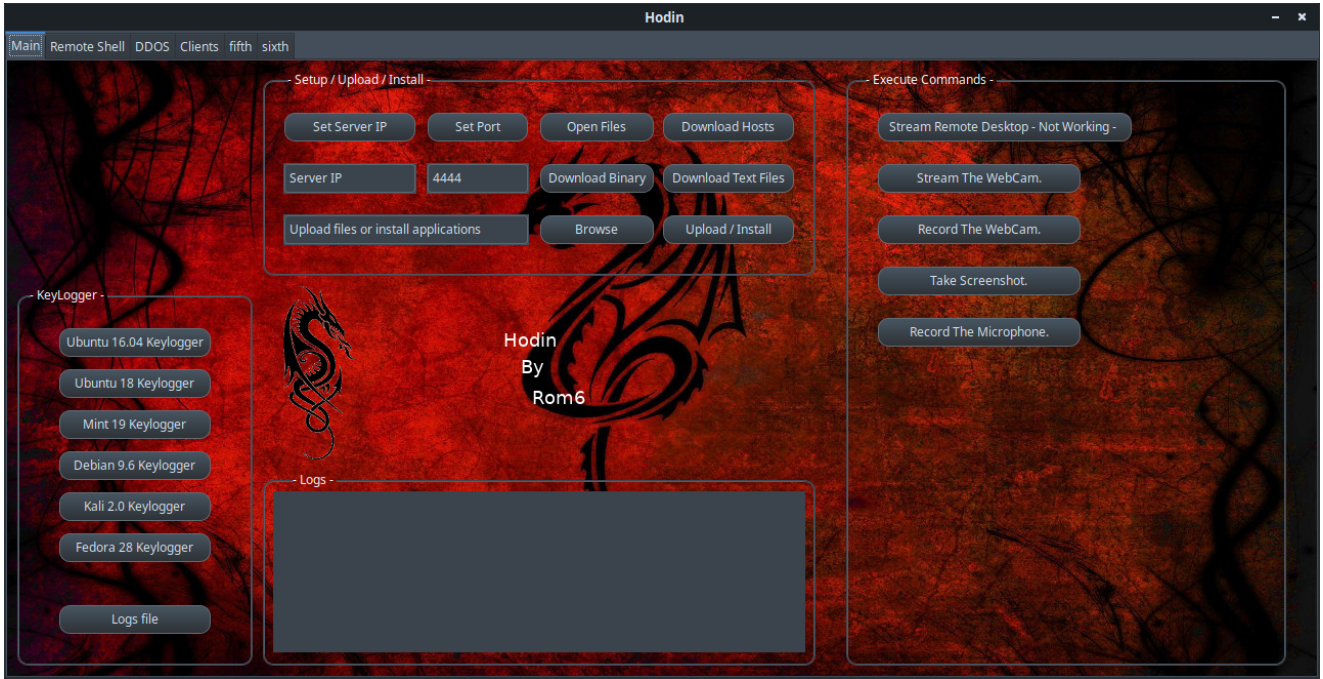 Hodin
Main Remote Shell DDOS Clients fifth sixth
- Setup / Upload / Install -
Set Server IP Set Port Open Files Download Hosts
Server IP 4444 Download Binary Download Text Files
Upload files or install applications Browse Upload / Install
- Execute Commands -
Stream Remote Desktop - Not Working -
Stream The WebCam.
Record The WebCam.
Take Screenshot.
Record The Microphone.
- KeyLogger -
Ubuntu 16.04 Keylogger
Ubuntu 18 Keylogger
Mint 19 Keylogger
Debian 9.6 Keylogger
Kali 2.0 Keylogger
Fedora 28 Keylogger
Logs file
Hodin
By
Rom6
- Logs -